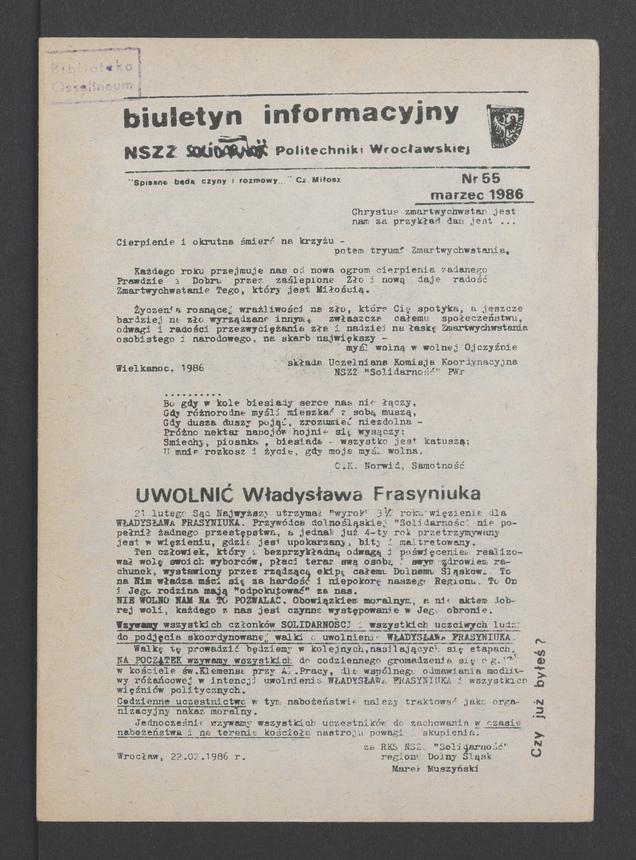 Biblioteka
Ossolineum
biuletyn informacyjny
NSZZ SOLIDARNOŚĆ Politechniki Wrocławskiej
"Spisane będą czyny i rozmowy.." Cz.Miłosz
Nr 55
marzec 1986
Chrystus zmartwychwstan jest
nam za przykład dan jest ...
Cierpienie i okrutna śmierć na krzyżu -
potem tryumf Zmartwychwstania.
Każdego roku przejmuje nas od nowa ogrom cierpienia zadanego
Prawdzie i Dobru przez zaślepione Zło i nową daje radość
Zmartwychwstanie Tego, który jest Miłością.
Życzenia rosnącej wrażliwości na zło, które Cię spotyka, a jeszcze
bardziej na zło wyrządzane innym, zwłaszcza całemu społeczeństwu,
odwagi i radości przezwyciężania zła i nadziei na łaskę Zmartwychwstania
osobistego i narodowego, na skarb największy -
myśl wolną w wolnej Ojczyźnie
składa Uczelniana Komisja Koordynacyjna
Wielkanoc, 1986 NSZZ "Solidarność" PWr
..........
Bo gdy w kole biesiady serce nas nie łączy,
Gdy różnorodne myśli mieszkać z sobą muszą,
Gdy dusza duszy pojąć, zrozumieć niezdolna -
Próżno nektar napojów hojnie się wysączy:
Śmiechy, piosnka , biesiada - wszystko jest katuszą;
U mnie rozkosz i życie, gdy moja myśl wolna.
C.K. Norwid, Samotność
UWOLNIĆ Władysława Frasyniuka
21 lutego Sąd Najwyższy utrzymał "wyrok" 3½ roku więzienie dla
WŁADYSŁAWA FRASYNIUKA. Przywódca dolnośląskiej "Solidarności nie po-
pełnił żadnego przestępstwa, a jednak już 4-ty rok przetrzymywany
jest w więzieniu, gdzie jest upokarzany, bity i maltretowany.
Ten człowiek, który z bezprzykładną odwagą i poświęceniem realizo-
wał wolę swoich wyborców, płaci teraz swą osobą i swym zdrowiem ra-
chunek, wystawiony przez rządzącą ekipę całemu Dolnemu Śląskowi. To
na Nim władza mści się za hardość i niepokorę naszego Regionu. To On
i Jego rodzina mają "odpokutować" za nas.
NIE WOLNO NAM NA TO POZWALAĆ. Obowiązkiem moralnym, a nie aktem dob-
rej woli, każdego z nas jest czynne występowanie w Jego obronie.
Wzywamy wszystkich członków SOLIDARNOŚCI i wszystkich uczciwych ludzi
do podjęcia skoordynowanej walki o uwolnienie WŁADYSŁAWA FRASYNIUKA.
Walkę tę prowadzić będziemy w kolejnych,nasilających się etapach.
NA POCZĄTEK wzywamy wszystkich do codziennego gromadzenia się o g.17
w kościele św.Klemensa przy Al.Pracy, dla wspólnego odmawiania modlit-
wy różańcowej w intencji uwolnienia WŁADYSŁAWA FRASYNIUKA i wszystkich
więźniów politycznych.
Codzienne uczestnictwo w tym nabożeństwie należy traktować jako orga-
nizacyjny nakaz moralny.
Jednocześnie wzywamy wszystkich uczestników do zachowania w czasie
nabożeństwa i na terenie kościoła nastroju powagi i skupienia.
za RKS NSZZ "Solidarność"
Wrocław, 22.02.1986 r. regionu Dolny Śląsk
Marek Muszyński
Czy już byłeś ?